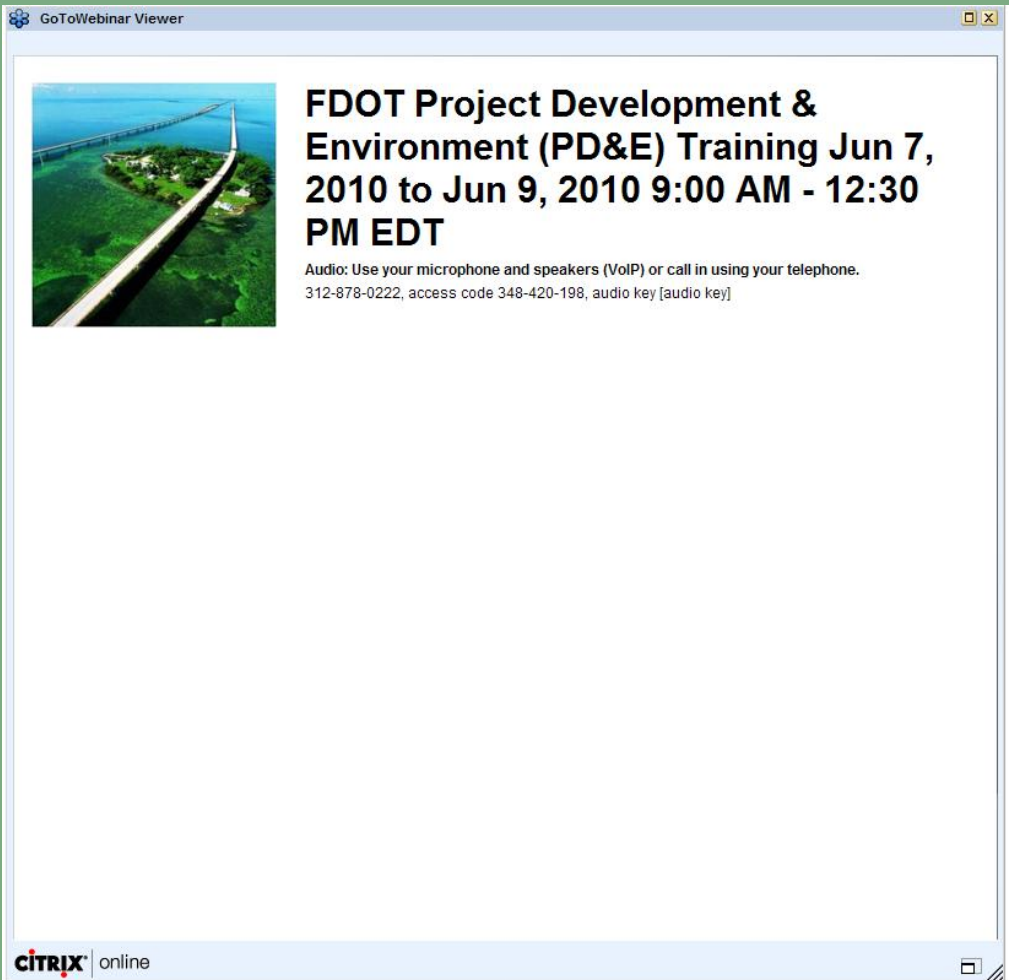 GoToWebinar Viewer
FDOT Project Development &
Environment (PD&E) Training Jun 7,
2010 to Jun 9, 2010 9:00 AM - 12:30
PM EDT
Audio: Use your microphone and speakers (VoIP) or call in using your telephone.
312-878-0222, access code 348-420-198, audio key [audio key]
CITRIX online